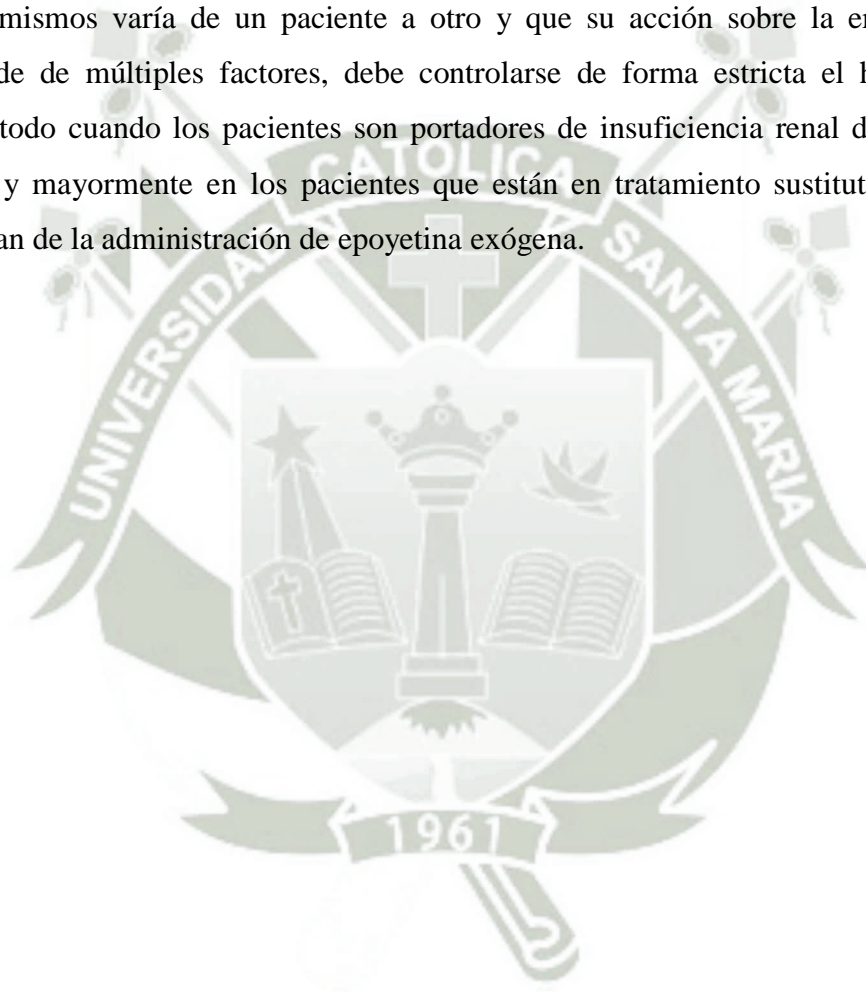 mismos varía de un paciente a otro y que su acción sobre la
de de múltiples factores, debe controlarse de forma estricta el
todo cuando los pacientes son portadores de insuficiencia renal
y mayormente en los pacientes que están en tratamiento
an de la administración de epoyetina exógena.
UNIVERSIDAD CATOLICA SANTA MARIA
1961